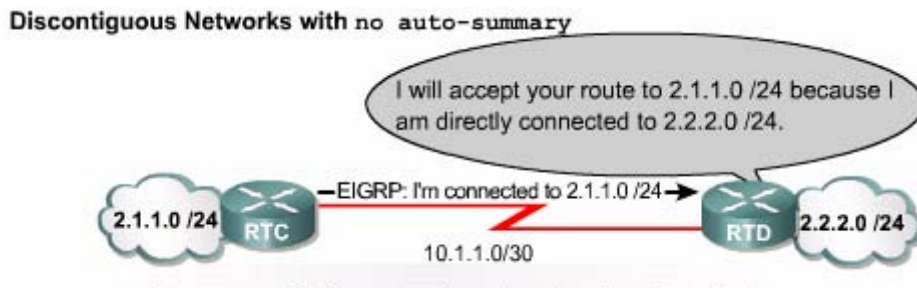 Discontiguous Networks with no auto-summary
I will accept your route to 2.1.1.0 /24 because I
am directly connected to 2.2.2.0 /24.
EIGRP: I'm connected to 2.1.1.0 /24
2.1.1.0 /24
RTC
RTD
2.2.2.0 /24
10.1.1.0/30